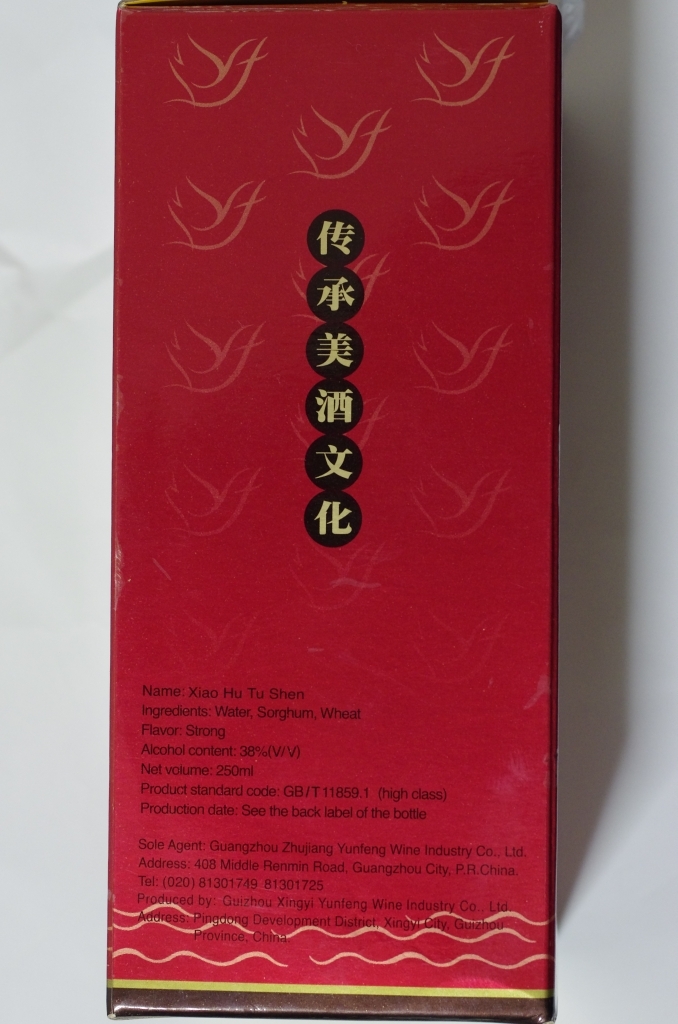 传承美酒文化
Name: Xiao Hu Tu Shen
Ingredients: Water, Sorghum, Wheat
Flavor: Strong
Alcohol content: 38%(V/V)
Net volume: 250ml
Product standard code: GB/T11859.1 (high class)
Production date: See the back label of the bottle
Sole Agent: Guangzhou Zhujiang Yunfeng Wine Industry Co., Ltd.
Address: 408 Middle Renmin Road, Guangzhou City, P.R.China.
Tel: (020) 81301749 81301725
Produced by: Guizhou Xingyi Yunfeng Wine Industry Co., Ltd.
Address: Pingdong Development District, Xingyi City, Guizhou
Province, China.